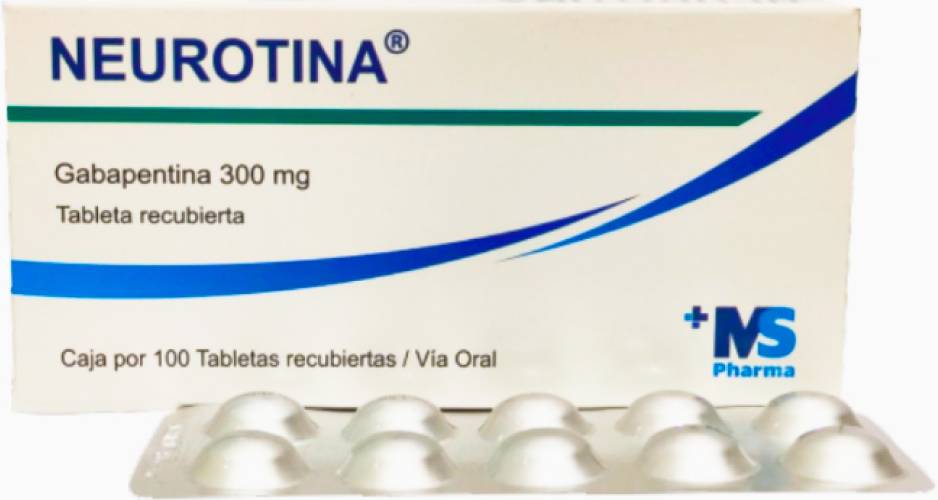 NEUROTINA®
Gabapentina 300 mg
Tableta recubierta
+MS
Pharma
Caja por 100 Tabletas recubiertas / Vía Oral